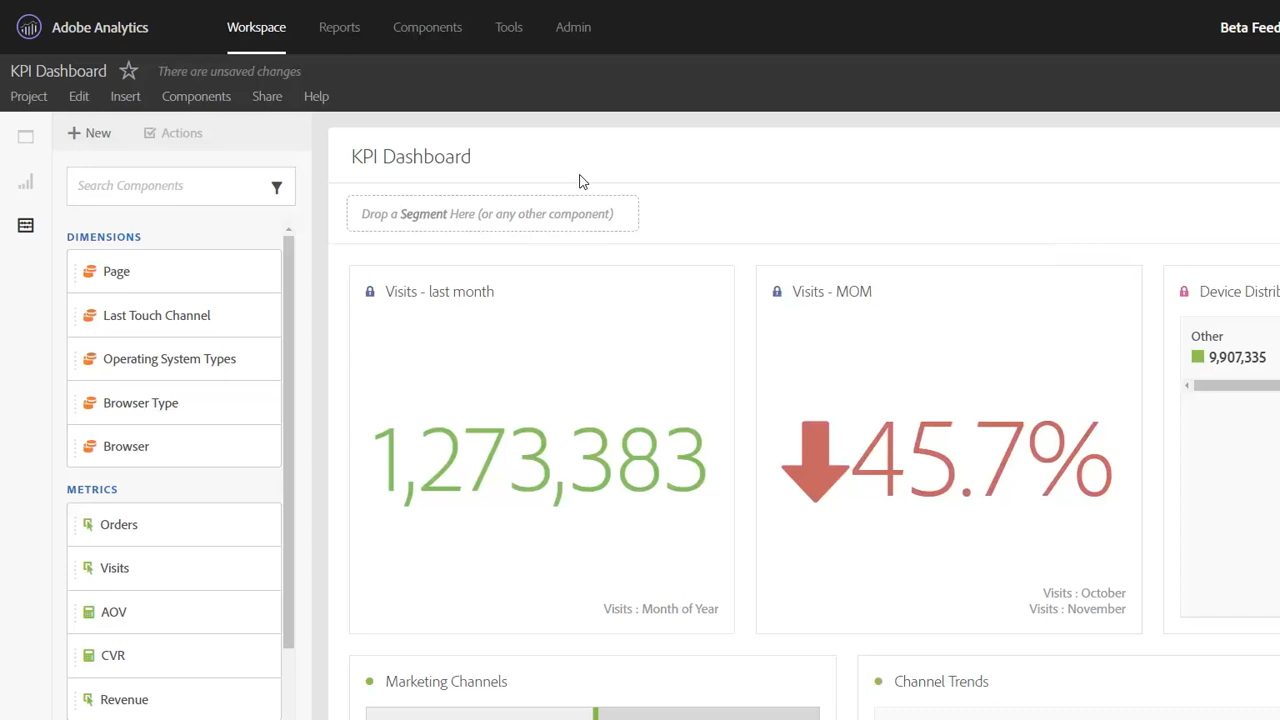 Adobe Analytics
Workspace
Reports
Components
Tools
Admin
Beta Feed
KPI Dashboard
There are unsaved changes
Project
Edit
Insert
Components
Share
Help
New
Actions
Search Components
DIMENSIONS
Page
Last Touch Channel
Operating System Types
Browser Type
Browser
METRICS
Orders
Visits
AOV
CVR
Revenue
KPI Dashboard
Drop a Segment Here (or any other component)
Visits - last month
1,273,383
Visits : Month of Year
Visits - MOM
45.7%
Visits : October
Visits : November
Device Distrib
Other
9,907,335
Marketing Channels
Channel Trends